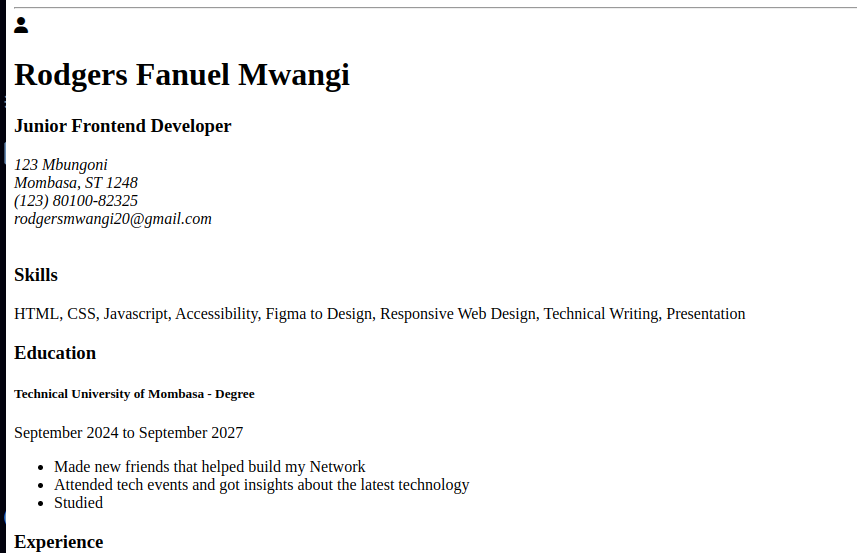 Rodgers Fanuel Mwangi
Junior Frontend Developer
123 Mbungoni
Mombasa, ST 1248
(123) 80100-82325
rodgersmwangi20@gmail.com
Skills
HTML, CSS, Javascript, Accessibility, Figma to Design, Responsive Web Design, Technical Writing, Presentation
Education
Technical University of Mombasa - Degree
September 2024 to September 2027
Made new friends that helped build my Network
Attended tech events and got insights about the latest technology
Studied
Experience